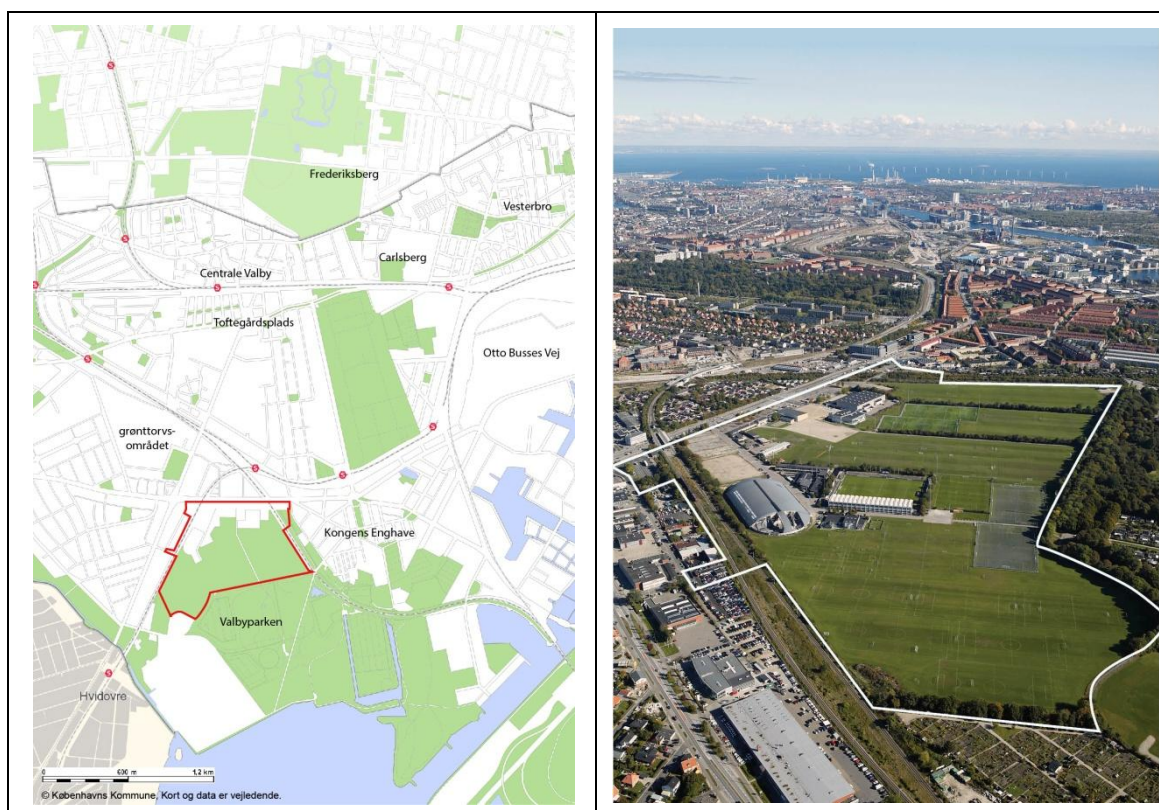 Frederiksberg
Vesterbro
Carlsberg
Centrale Valby
Toftegårdsplads
Otto Busses Vej
grønttorvs-
området
Kongens Enghave
Valbyparken
Hvidovre
0 600 m 1,2 km
© Københavns Kommune, Kort og data er vejledende.